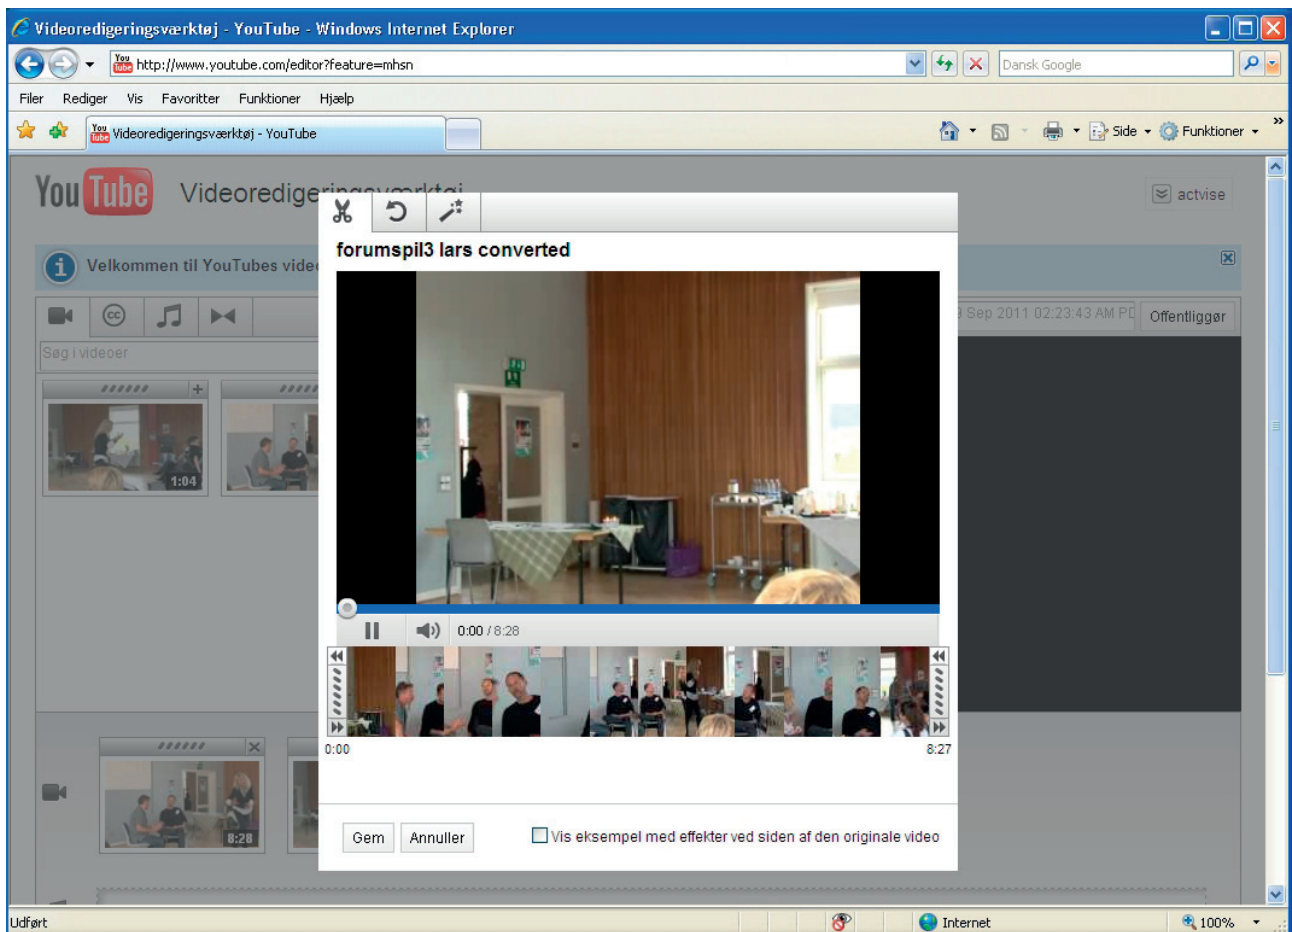 Videoredigeringsværktøj - YouTube - Windows Internet Explorer
http://www.youtube.com/editor?feature=mhsn
Dansk Google
Filer Rediger Vis Favoritter Funktioner Hjælp
Videoredigeringsværktøj - YouTube
Side
Funktioner
YouTube Videoredigeringsværktøj
actvise
forumspil3 lars converted
Velkommen til YouTubes vide
Sep 2011 02:23:43 AM PD
Offentliggør
Søg i videoer
1:04
0:00 / 8:28
0:00
8:27
8:28
Gem
Annuller
Vis eksempel med effekter ved siden af den originale video
Udført
Internet
100%